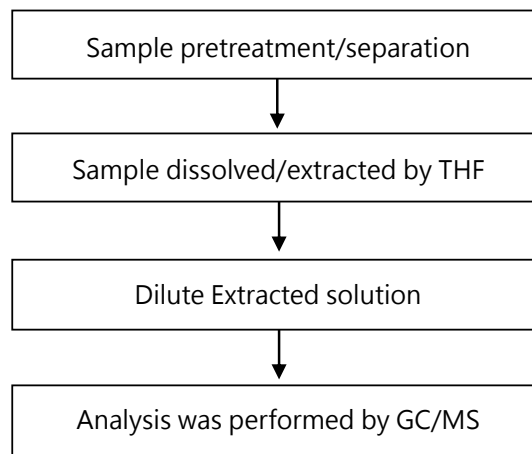 Sample pretreatment/separation
Sample dissolved/extracted by THF
Dilute Extracted solution
Analysis was performed by GC/MS